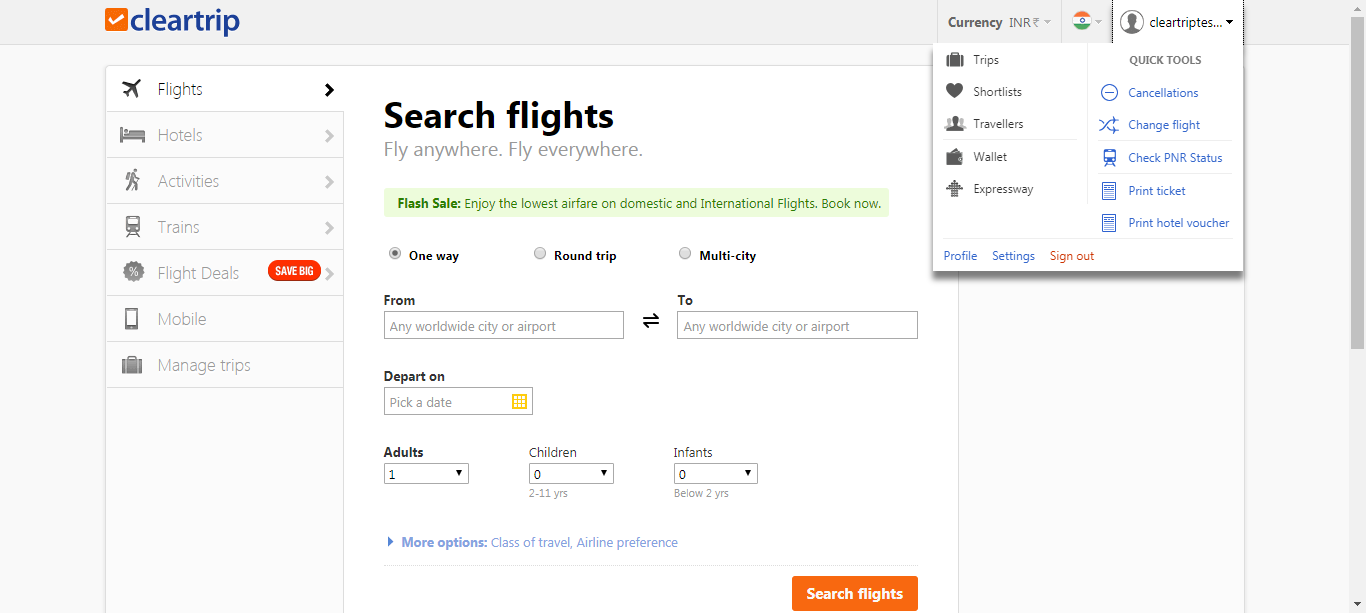 cleartrip
Currency INR ₹
cleartriptes...
Trips
Shortlists
Travellers
Wallet
Expressway
QUICK TOOLS
Cancellations
Change flight
Check PNR Status
Print ticket
Print hotel voucher
Profile Settings Sign out
Flights
Hotels
Activities
Trains
% Flight Deals SAVE BIG
Mobile
Manage trips
Search flights
Fly anywhere. Fly everywhere.
Flash Sale: Enjoy the lowest airfare on domestic and International Flights. Book now.
One way Round trip Multi-city
From To
Any worldwide city or airport Any worldwide city or airport
Depart on
Pick a date
Adults Children Infants
1 0 0
2-11 yrs Below 2 yrs
More options: Class of travel, Airline preference
Search flights